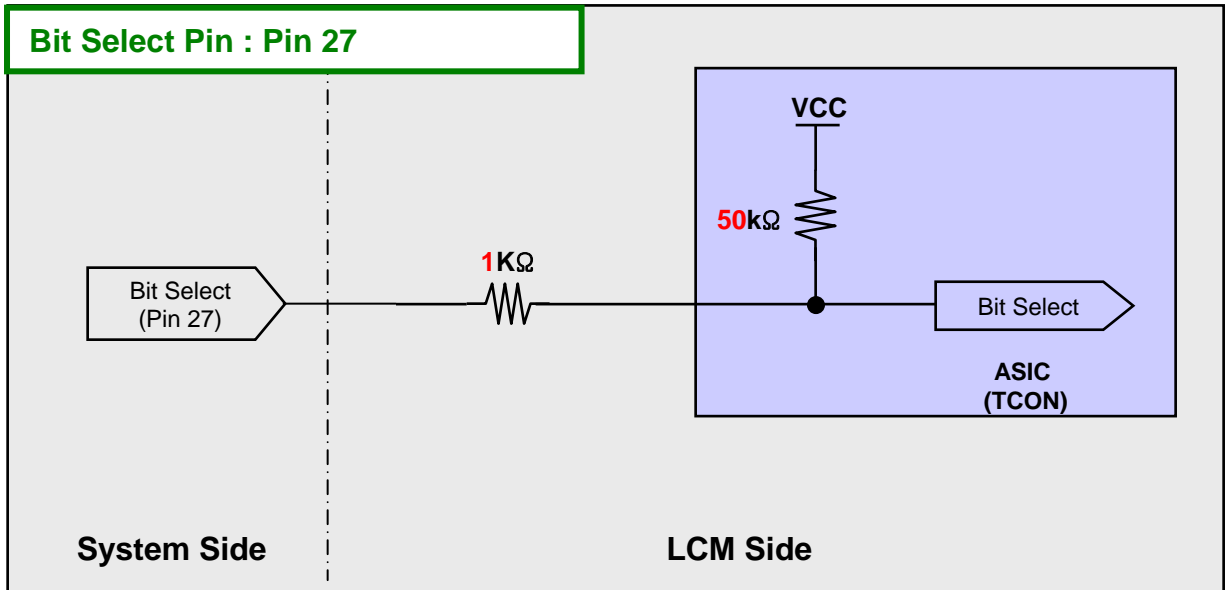 Bit Select Pin : Pin 27
VCC
50kΩ
1KΩ
Bit Select
(Pin 27)
Bit Select
ASIC
(TCON)
System Side
LCM Side